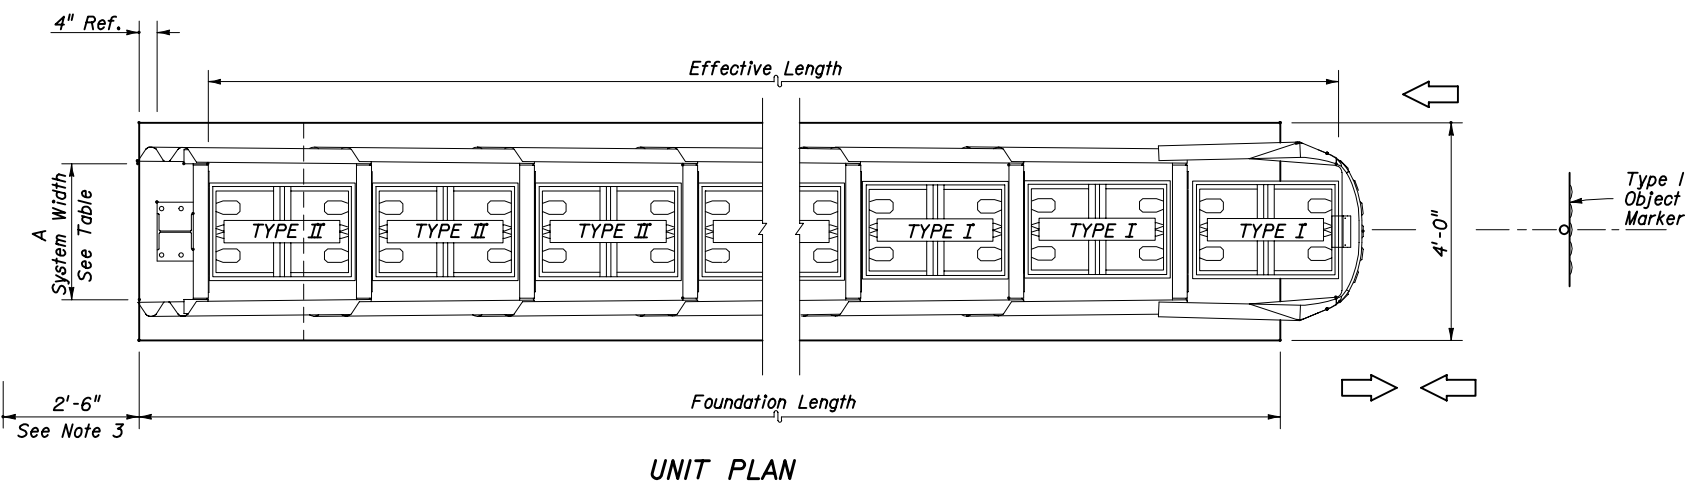 4" Ref.
Effective Length
A
System Width
See Table
TYPE II
TYPE II
TYPE II
TYPE I
TYPE I
TYPE I
4'-0"
Type I
Object
Marker
2'-6"
See Note 3
Foundation Length
UNIT PLAN